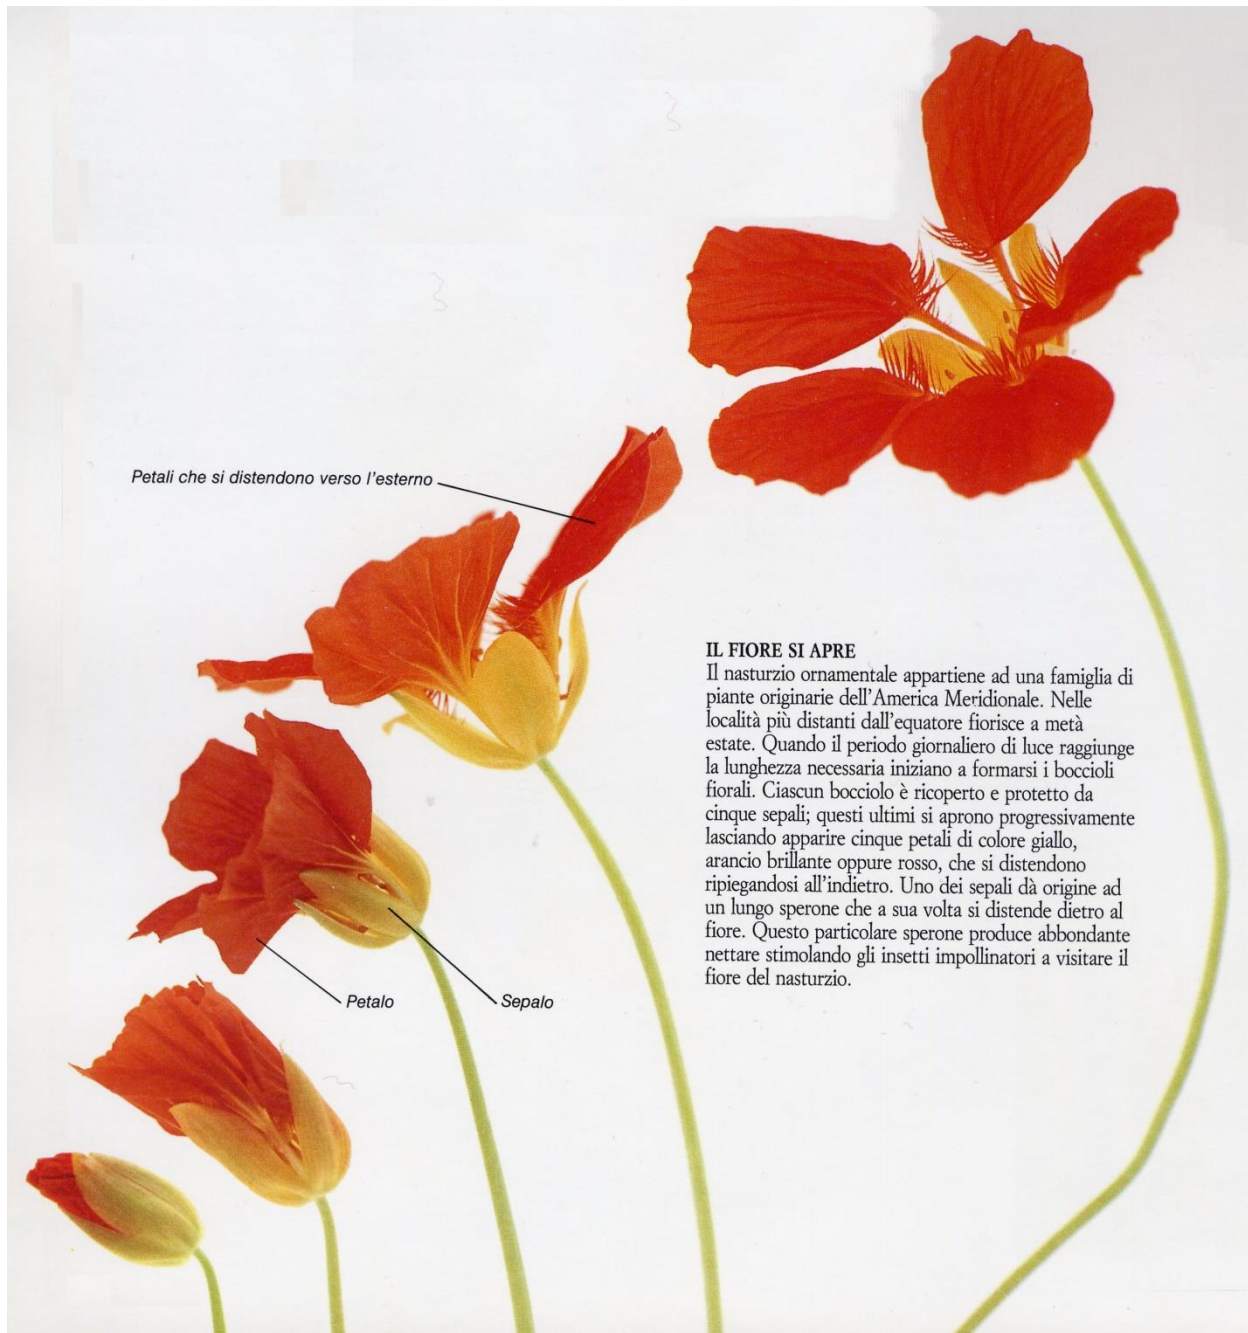 Petali che si distendono verso l'esterno
IL FIORE SI APRE
Il nasturzio ornamentale appartiene ad una famiglia di
piante originarie dell'America Meridionale. Nelle
località più distanti dall'equatore fiorisce a metà
estate. Quando il periodo giornaliero di luce raggiunge
la lunghezza necessaria iniziano a formarsi i boccioli
fiorali. Ciascun bocciolo è ricoperto e protetto da
cinque sepali; questi ultimi si aprono progressivamente
lasciando apparire cinque petali di colore giallo,
arancio brillante oppure rosso, che si distendono
ripiegandosi all'indietro. Uno dei sepali dà origine ad
un lungo sperone che a sua volta si distende dietro al
fiore. Questo particolare sperone produce abbondante
nettare stimolando gli insetti impollinatori a visitare il
fiore del nasturzio.
Petalo
Sepalo